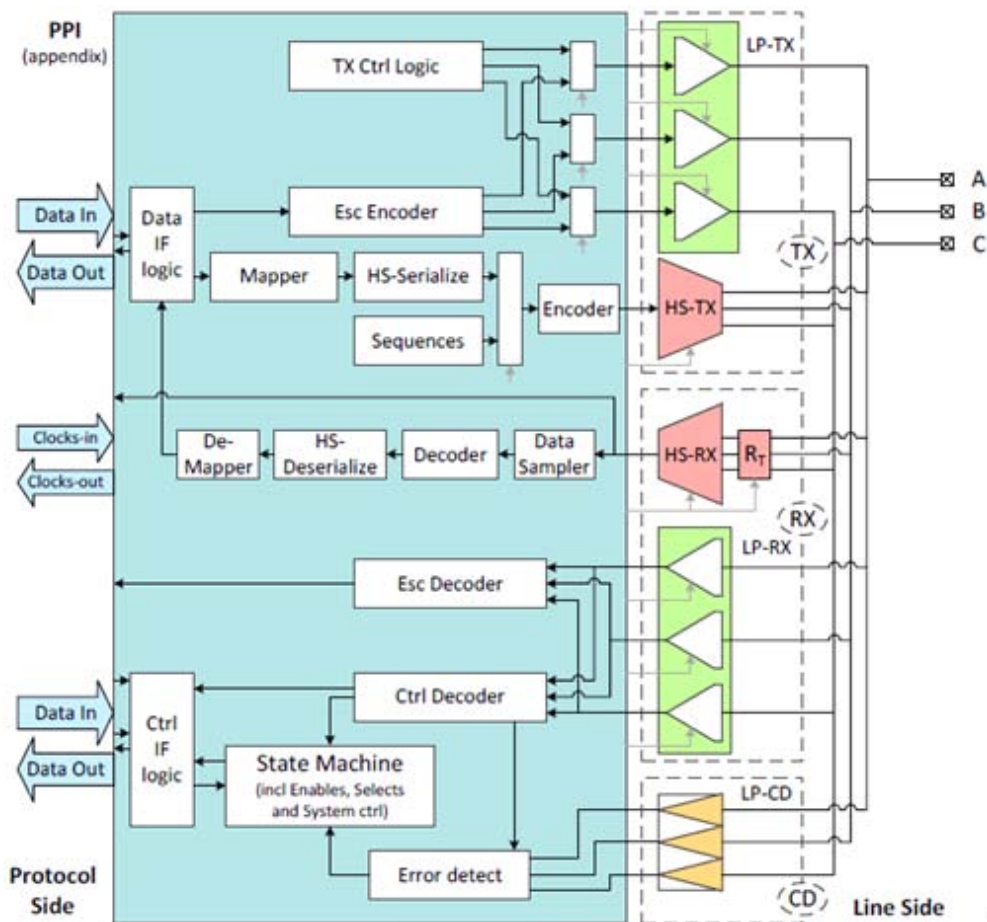 PPI
(appendix)
TX Ctrl Logic
LP-TX
Data In
Data Out
Data
IF
logic
Esc Encoder
A
B
C
TX
Mapper
HS-Serialize
Sequences
Encoder
HS-TX
Clocks-in
Clocks-out
De-
Mapper
HS-
Deserialize
Decoder
Data
Sampler
HS-RX
RT
RX
LP-RX
Esc Decoder
Data In
Data Out
Ctrl
IF
logic
Ctrl Decoder
State Machine
(incl Enables, Selects
and System ctrl)
LP-CD
Error detect
CD
Protocol
Side
Line Side